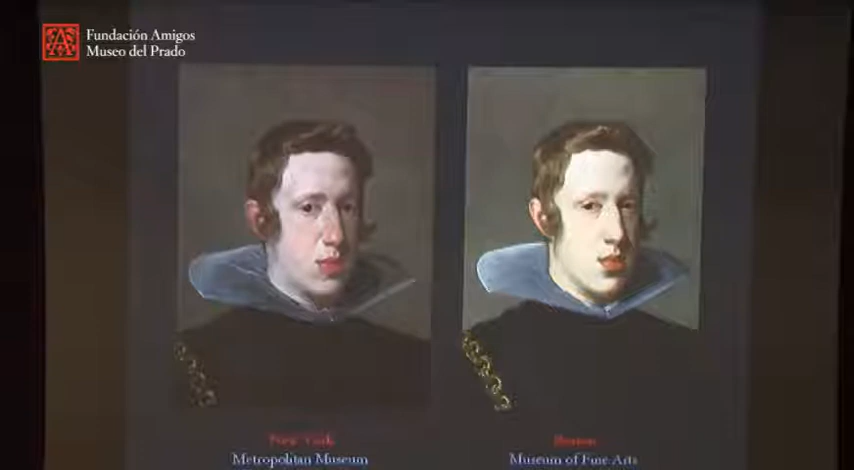 Fundación Amigos
Museo del Prado
New York
Metropolitan Museum
Boston
Museum of Fine Arts